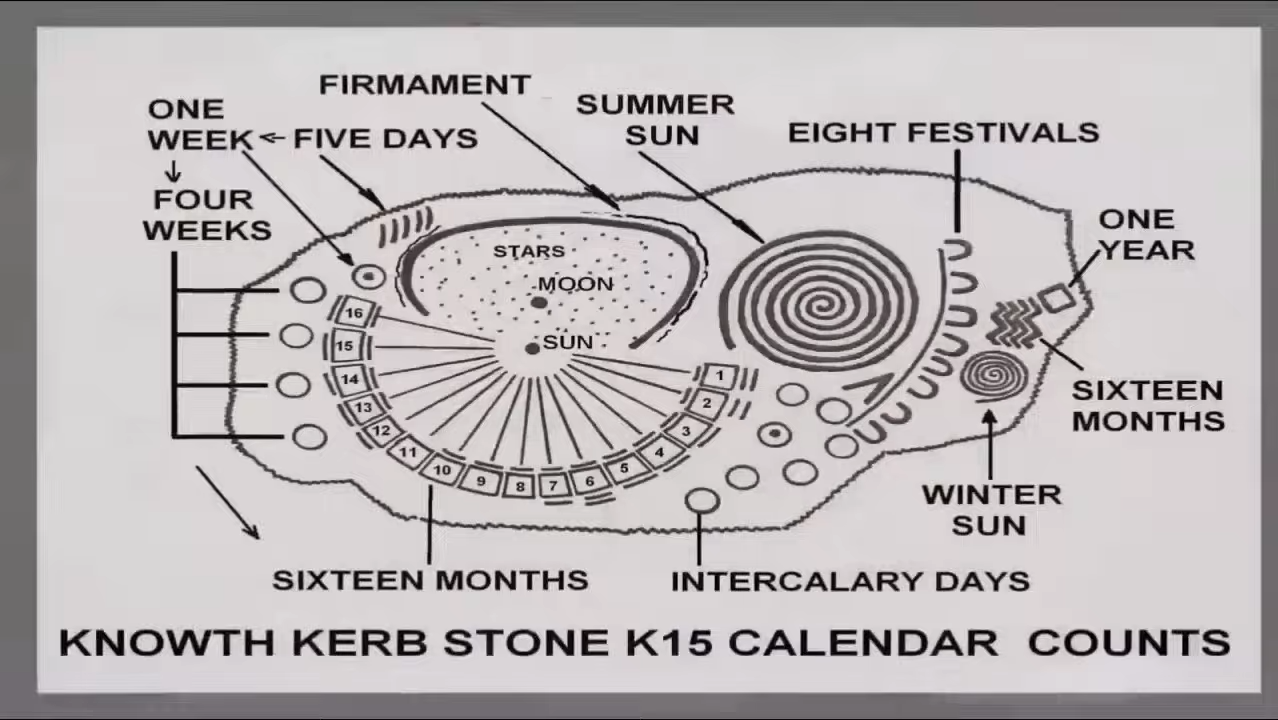 FIRMAMENT
SUMMER
SUN
ONE
WEEK
FIVE DAYS
EIGHT FESTIVALS
FOUR
WEEKS
ONE
YEAR
STARS
MOON
SUN
16
15
14
13
12
11
10
9
8
7
6
5
4
3
2
1
SIXTEEN
MONTHS
WINTER
SUN
SIXTEEN MONTHS
INTERCALARY DAYS
KNOWTH KERB STONE K15 CALENDAR COUNTS